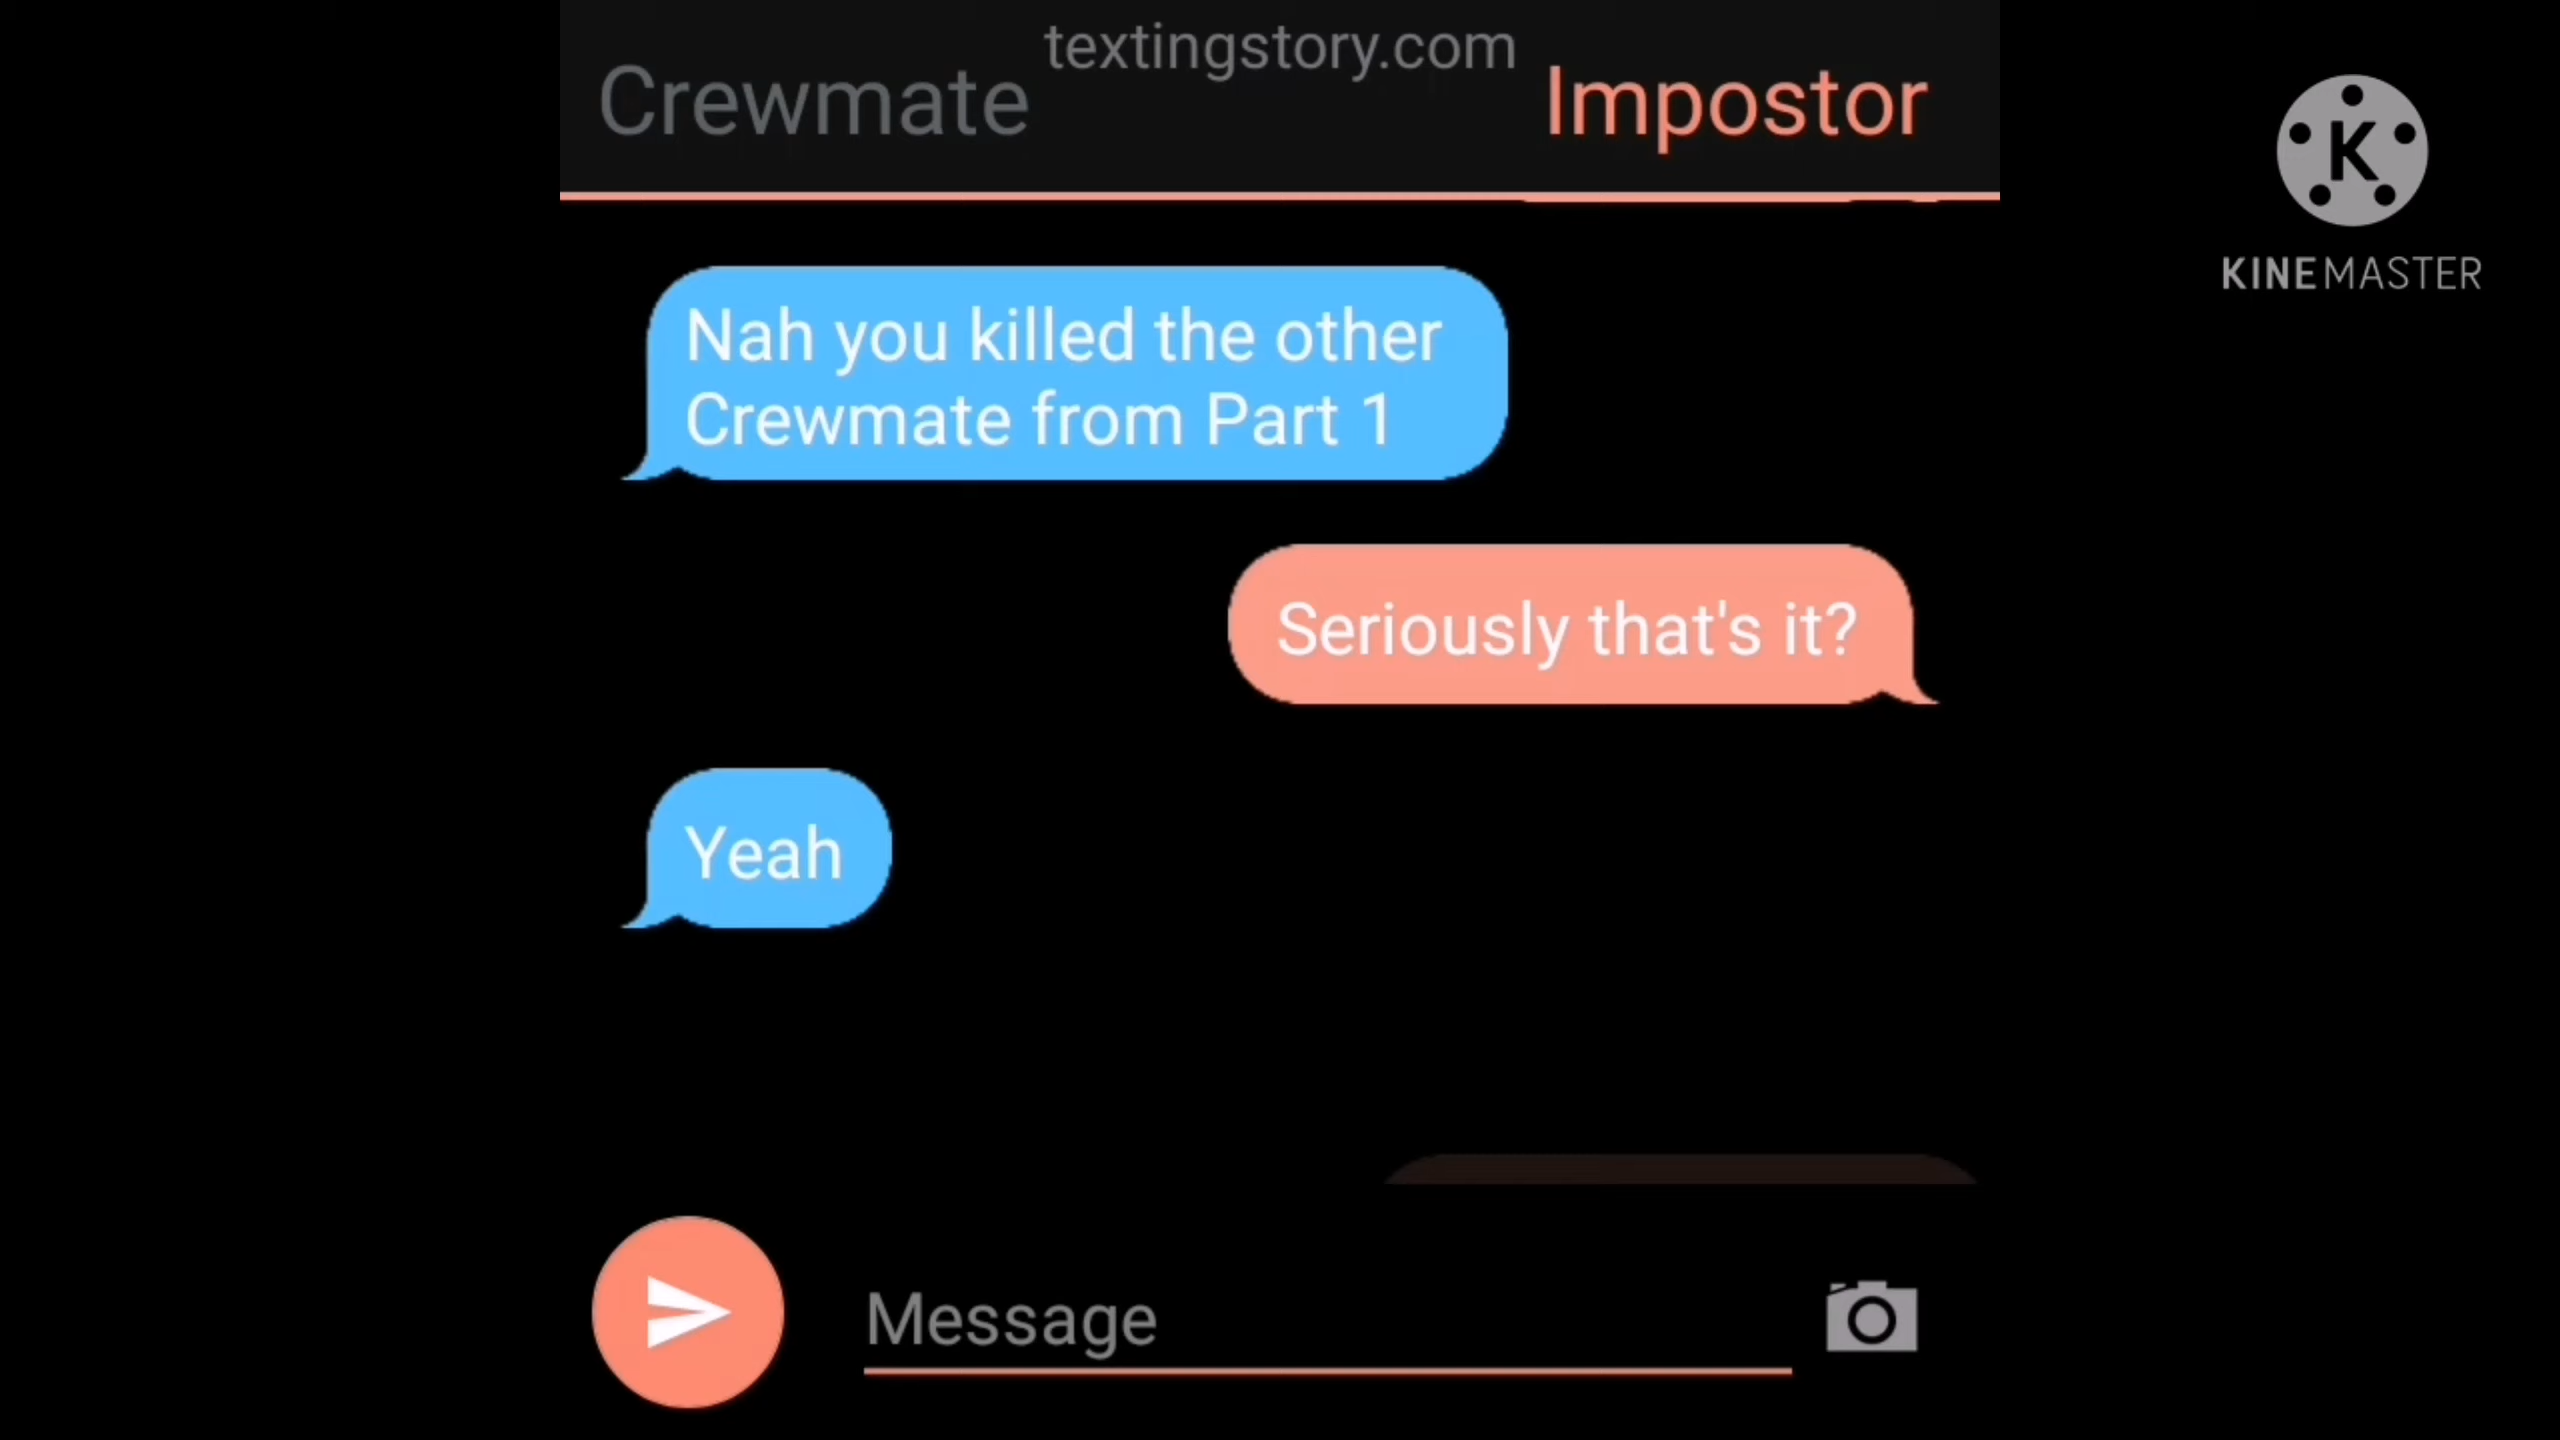 textingstory.com
Crewmate
Impostor
K
KINEMASTER
Nah you killed the other
Crewmate from Part 1
Seriously that's it?
Yeah
Message